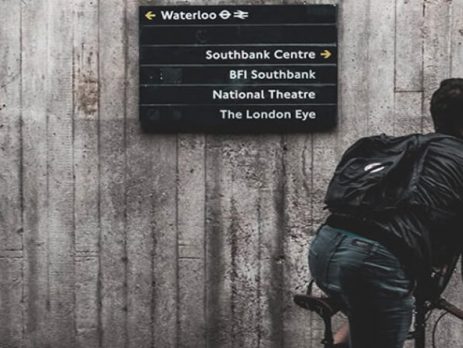 ← Waterloo
Southbank Centre →
BFI Southbank
National Theatre
The London Eye